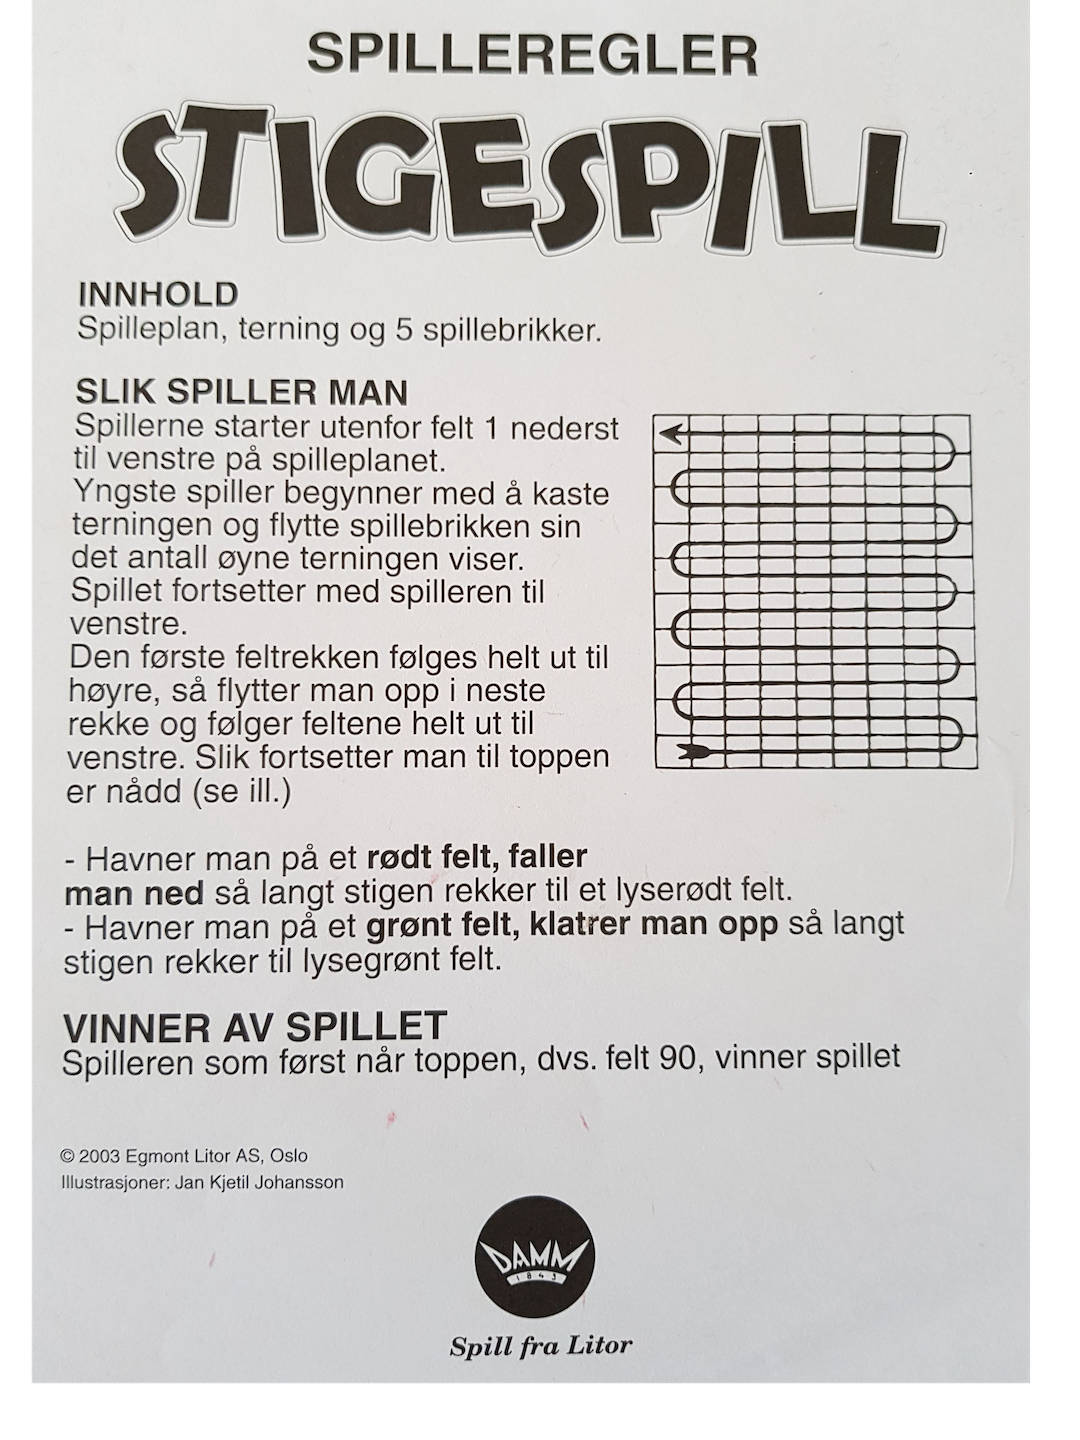 SPILLEREGLER
STIGESPILL
INNHOLD
Spilleplan, terning og 5 spillebrikker.
SLIK SPILLER MAN
Spillerne starter utenfor felt 1 nederst
til venstre på spilleplanet.
Yngste spiller begynner med å kaste
terningen og flytte spillebrikken sin
det antall øyne terningen viser.
Spillet fortsetter med spilleren til
venstre.
Den første feltrekken følges helt ut til
høyre, så flytter man opp i neste
rekke og følger feltene helt ut til
venstre. Slik fortsetter man til toppen
er nådd (se ill.)
- Havner man på et rødt felt, faller
man ned så langt stigen rekker til et lyserødt felt.
- Havner man på et grønt felt, klatrer man opp så langt
stigen rekker til lysegrønt felt.
VINNER AV SPILLET
Spilleren som først når toppen, dvs. felt 90, vinner spillet
© 2003 Egmont Litor AS, Oslo
Illustrasjoner: Jan Kjetil Johansson
DAMM
1843
Spill fra Litor